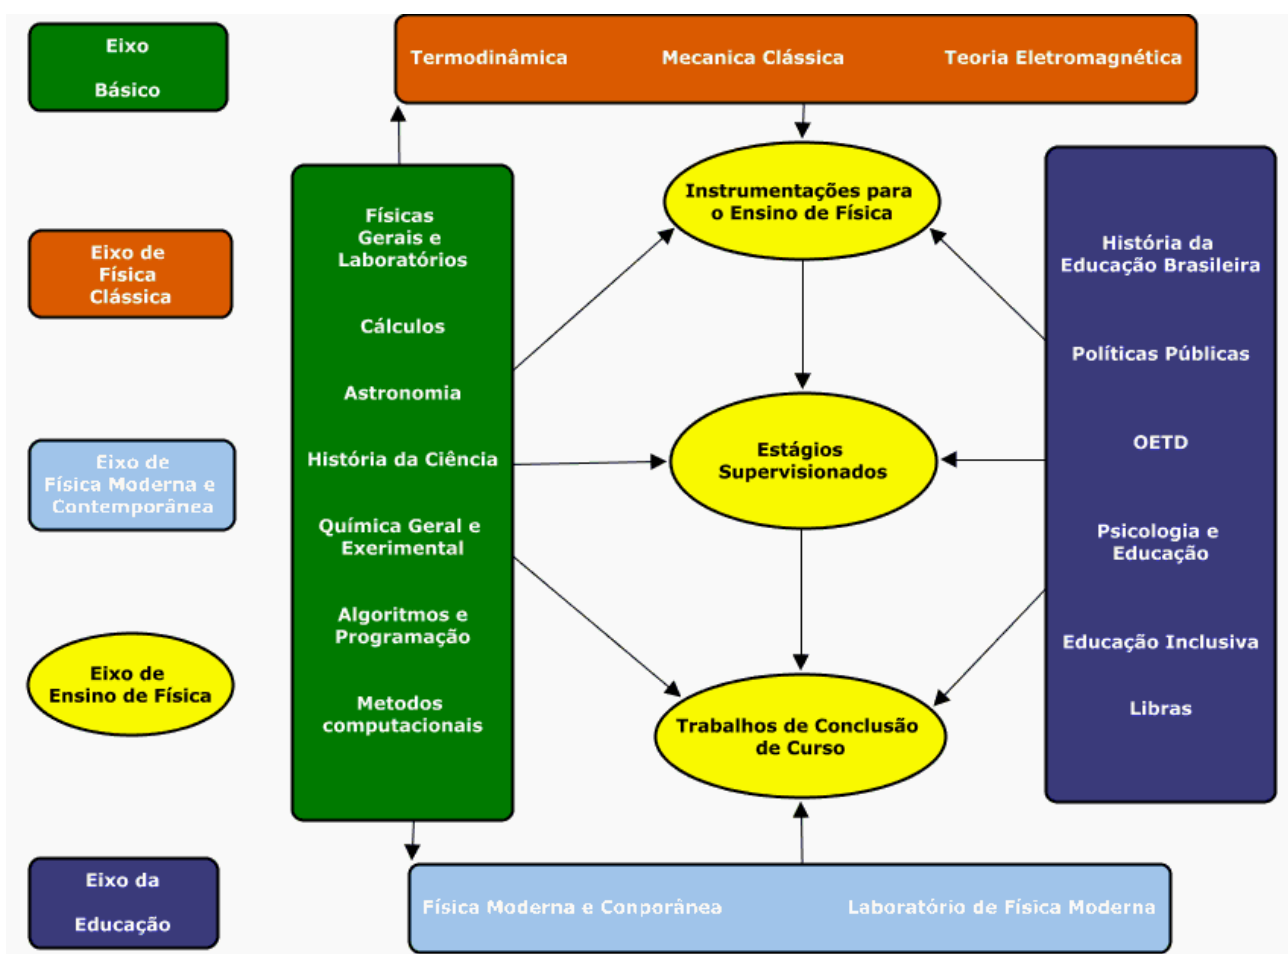 Eixo
Básico
Eixo de
Física
Clássica
Eixo de
Física Moderna e
Contemporânea
Eixo de
Ensino de Física
Eixo da
Educação
Termodinâmica
Mecanica Clássica
Teoria Eletromagnética
Físicas
Gerais e
Laboratórios
Cálculos
Astronomia
História da Ciência
Química Geral e
Exerimental
Algoritmos e
Programação
Metodos
computacionais
Instrumentações para
o Ensino de Física
Estágios
Supervisionados
Trabalhos de Conclusão
de Curso
História da
Educação Brasileira
Políticas Públicas
OETD
Psicologia e
Educação
Educação Inclusiva
Libras
Física Moderna e Conporânea
Laboratório de Física Moderna